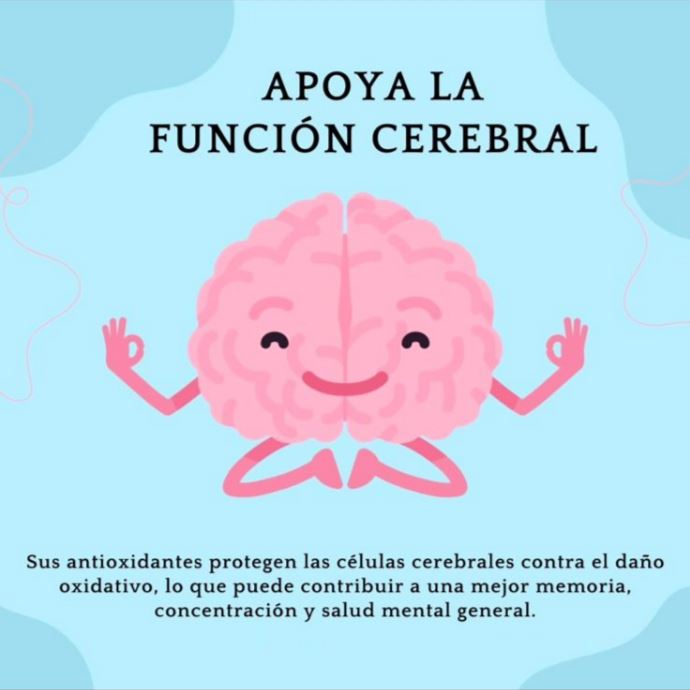 APOYA LA
FUNCIÓN CEREBRAL
Sus antioxidantes protegen las células cerebrales contra el daño
oxidativo, lo que puede contribuir a una mejor memoria,
concentración y salud mental general.